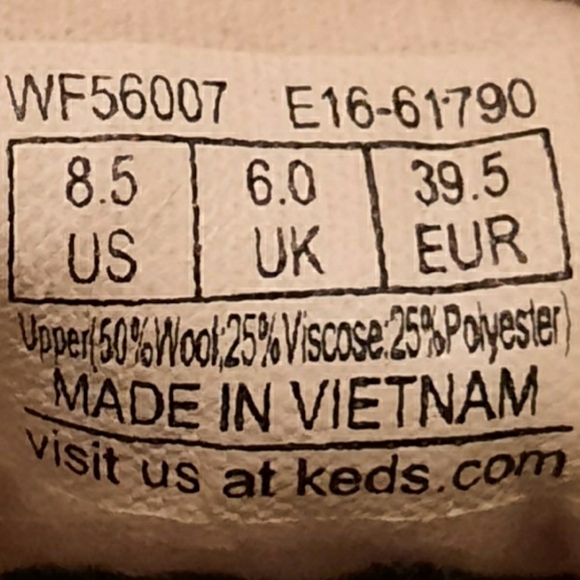 WF56007 E16-61790
8.5 6.0 39.5
US UK EUR
Upper(50%Wool;25%Viscose;25%Polyester)
MADE IN VIETNAM
visit us at keds.com